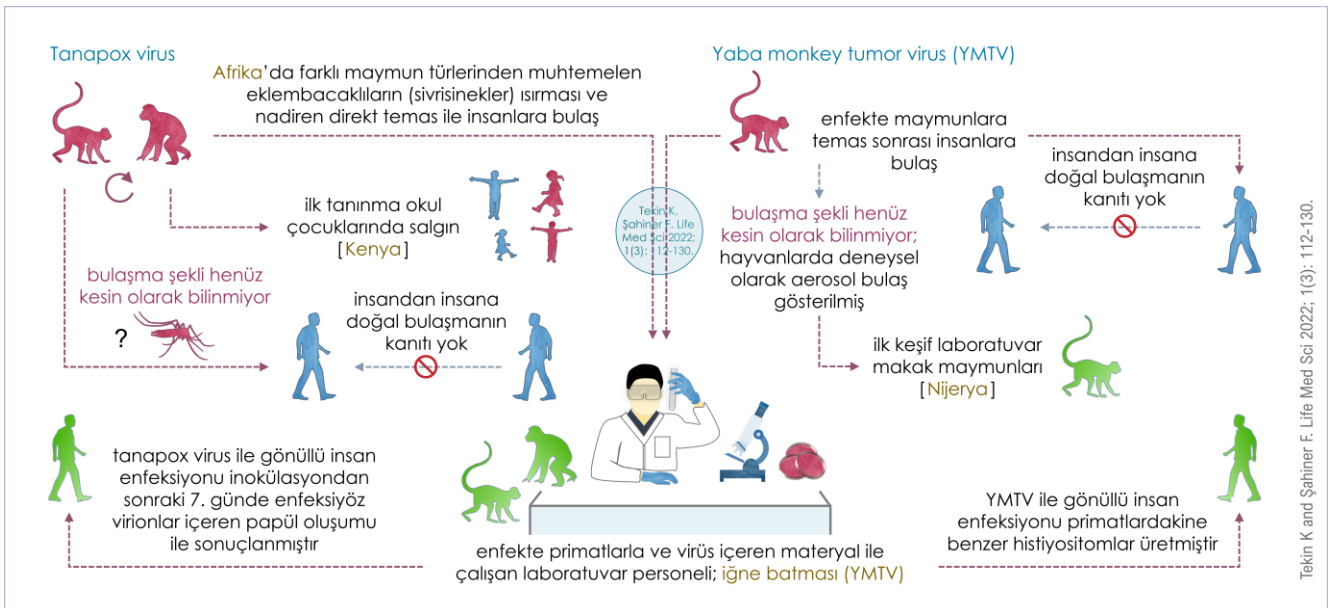 Tanapox virus
Afrika'da farklı maymun türlerinden muhtemelen
eklembacaklıların (sivrisinekler) ısırması ve
nadiren direkt temas ile insanlara bulaş
ilk tanınma okul
çocuklarında salgın
[Kenya]
bulaşma şekli henüz
kesin olarak bilinmiyor
?
insandan insana
doğal bulaşmanın
kanıtı yok
Tekin K,
Şahiner F. Life
Med Sci 2022;
1(3): 112-130.
Yaba monkey tumor virus (YMTV)
enfekte maymunlara
temas sonrası insanlara
bulaş
insandan insana
doğal bulaşmanın
kanıtı yok
bulaşma şekli henüz
kesin olarak bilinmiyor;
hayvanlarda deneysel
olarak aerosol bulaş
gösterilmiş
ilk keşif laboratuvar
makak maymunları
[Nijerya]
tanapox virus ile gönüllü insan
enfeksiyonu inokülasyondan
sonraki 7. günde enfeksiyöz
virionlar içeren papül oluşumu
ile sonuçlanmıştır
enfekte primatlarla ve virüs içeren materyal ile
çalışan laboratuvar personeli; iğne batması (YMTV)
YMTV ile gönüllü insan
enfeksiyonu primatlardakine
benzer histiyositomlar üretmiştir
Tekin K and Şahiner F. Life Med Sci 2022; 1(3): 112-130.